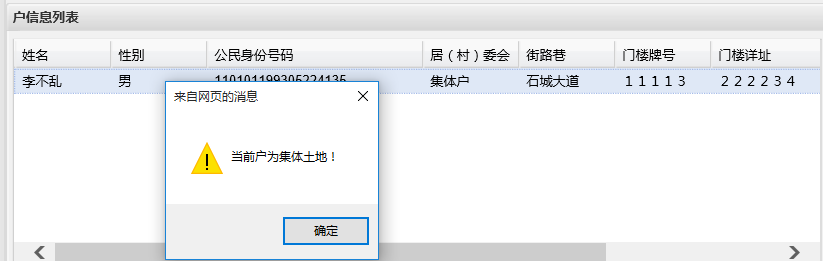 户信息列表
姓名 性别 公民身份号码 居（村）委会 街路巷 门楼牌号 门楼详址
李不乱 男 110101199305224135 集体户 石城大道 １１１１３ ２２２２３４
来自网页的消息
当前户为集体土地！
确定